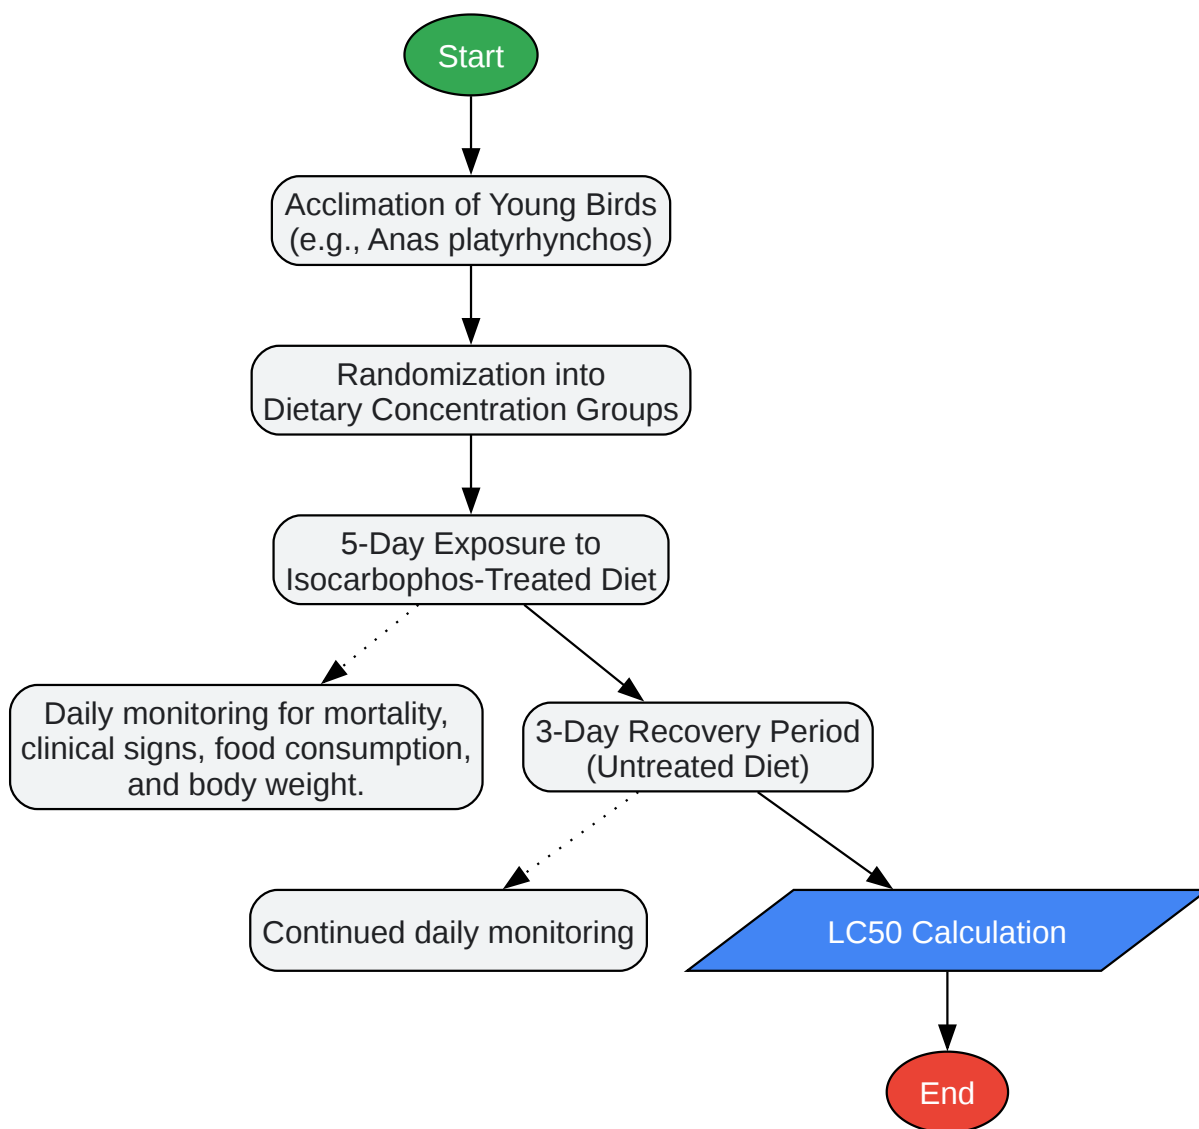 Start
Acclimation of Young Birds
(e.g., Anas platyrhynchos)
Randomization into
Dietary Concentration Groups
5-Day Exposure to
Isocarbophos-Treated Diet
Daily monitoring for mortality,
clinical signs, food consumption,
and body weight.
3-Day Recovery Period
(Untreated Diet)
Continued daily monitoring
LC50 Calculation
End